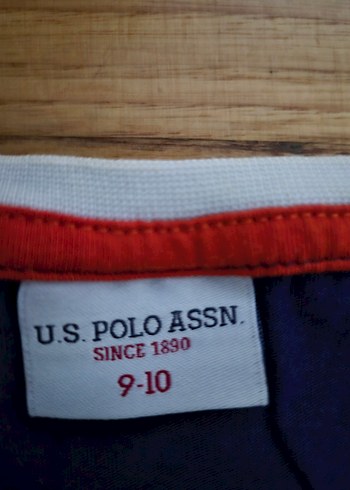 U.S. POLO ASSN.
SINCE 1890
9-10